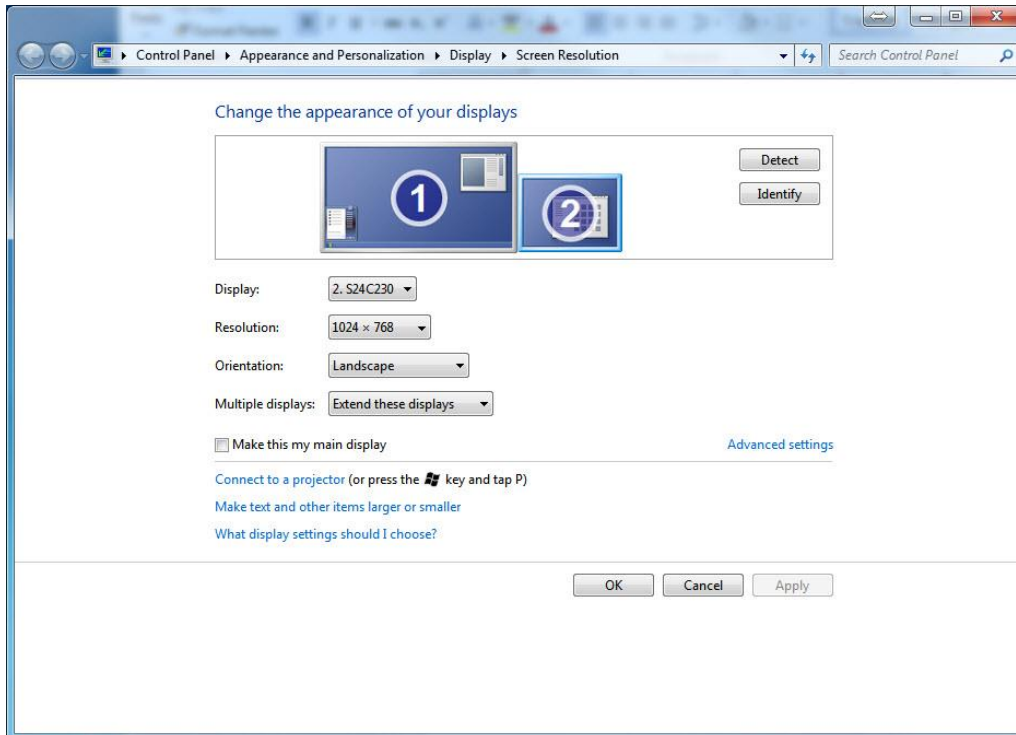 Control Panel ▸ Appearance and Personalization ▸ Display ▸ Screen Resolution
Search Control Panel
Change the appearance of your displays
1
2
Detect
Identify
Display: 2. S24C230
Resolution: 1024 × 768
Orientation: Landscape
Multiple displays: Extend these displays
Make this my main display
Advanced settings
Connect to a projector (or press the key and tap P)
Make text and other items larger or smaller
What display settings should I choose?
OK
Cancel
Apply